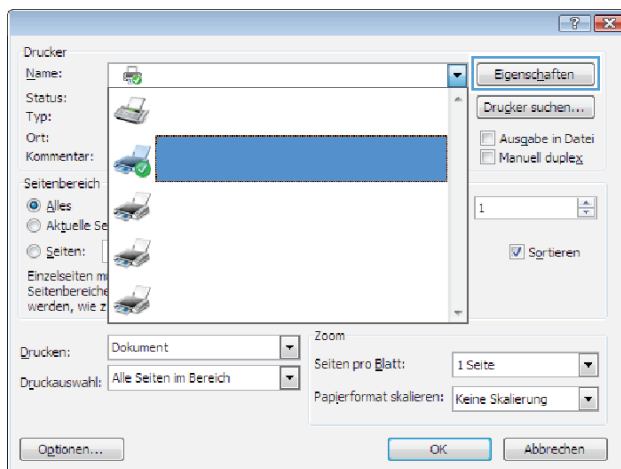 Drucker
Name:
Eigenschaften
Status:
Typ:
Drucker suchen...
Ort:
Ausgabe in Datei
Kommentar:
Manuell duplex
Seitenbereich
Alles
1
Aktuelle Se
Seiten:
Sortieren
Einzelseiten m
Seitenbereiche
werden, wie z
Zoom
Drucken:
Dokument
Seiten pro Blatt:
1 Seite
Druckauswahl:
Alle Seiten im Bereich
Papierformat skalieren:
Keine Skalierung
Optionen...
OK
Abbrechen